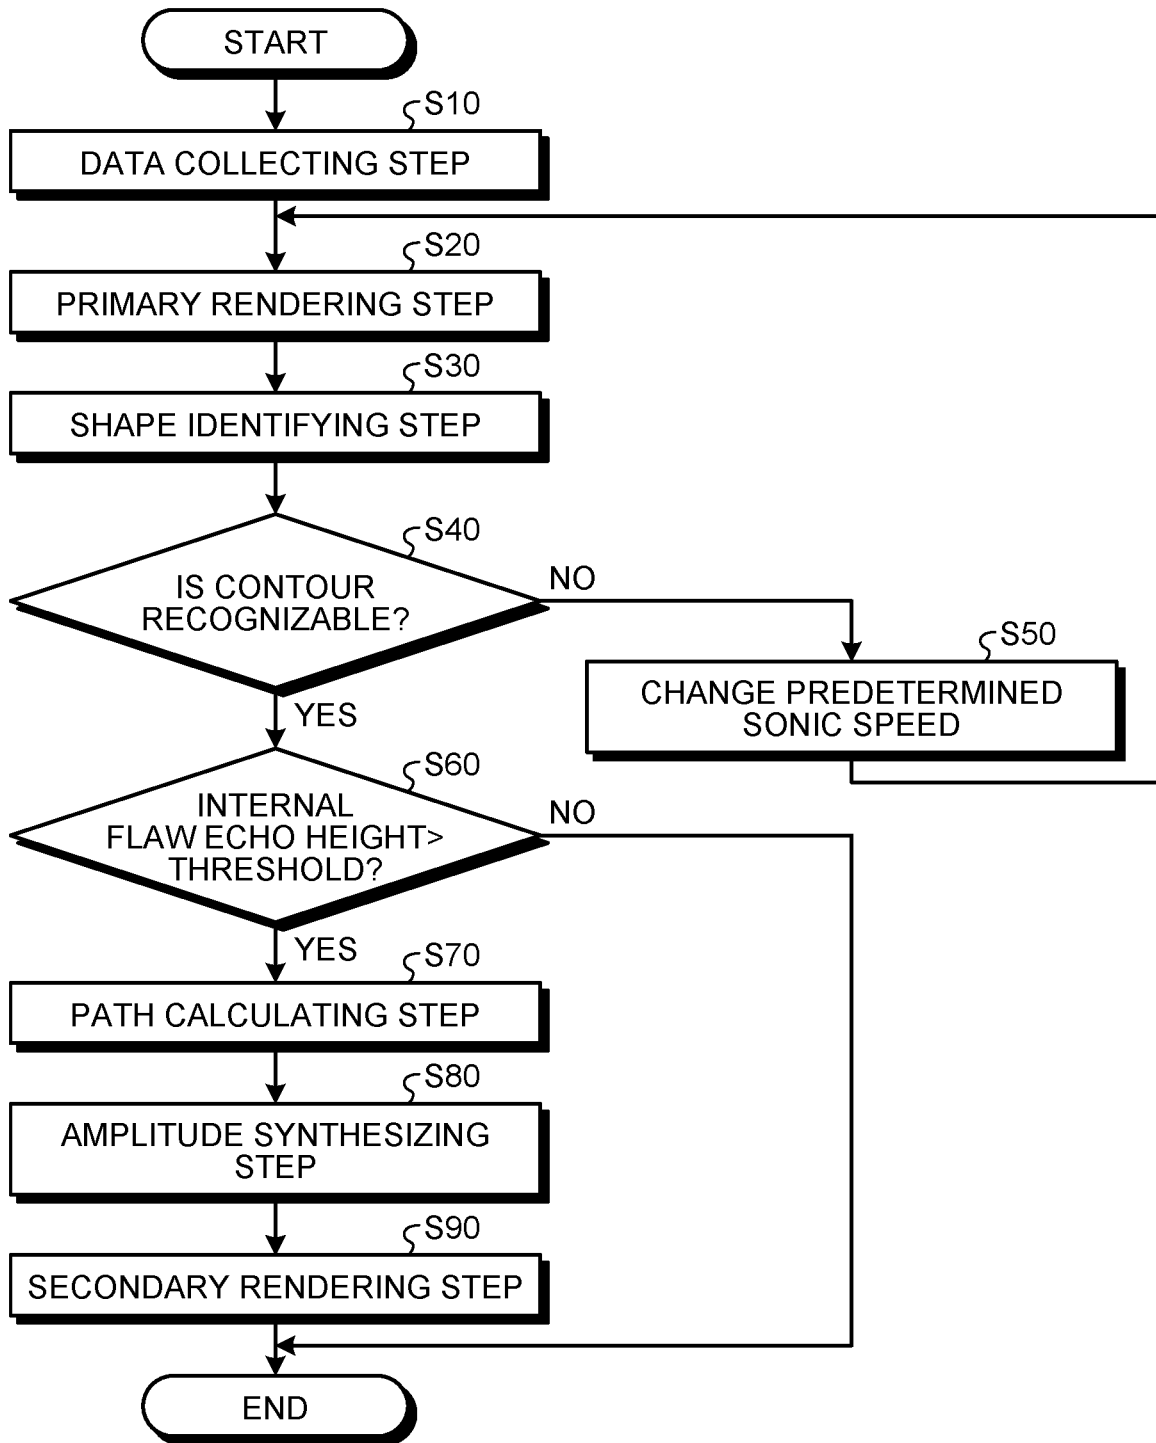 START
S10
DATA COLLECTING STEP
S20
PRIMARY RENDERING STEP
S30
SHAPE IDENTIFYING STEP
S40
IS CONTOUR
RECOGNIZABLE?
NO
YES
S50
CHANGE PREDETERMINED
SONIC SPEED
S60
INTERNAL
FLAW ECHO HEIGHT>
THRESHOLD?
NO
YES
S70
PATH CALCULATING STEP
S80
AMPLITUDE SYNTHESIZING
STEP
S90
SECONDARY RENDERING STEP
END